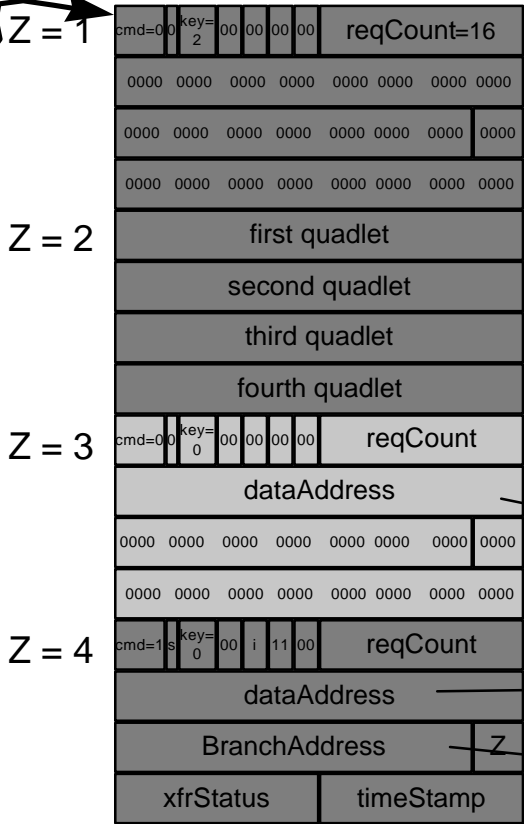 Z = 1 cmd=0 0 key=2 00 00 00 00 reqCount=16
0000 0000 0000 0000 0000 0000 0000 0000
0000 0000 0000 0000 0000 0000 0000 0000
0000 0000 0000 0000 0000 0000 0000 0000
Z = 2 first quadlet
second quadlet
third quadlet
fourth quadlet
Z = 3 cmd=0 0 key=0 00 00 00 00 reqCount
dataAddress
0000 0000 0000 0000 0000 0000 0000 0000
0000 0000 0000 0000 0000 0000 0000 0000
Z = 4 cmd=1 s key=0 00 i 11 00 reqCount
dataAddress
BranchAddress Z
xfrStatus timeStamp